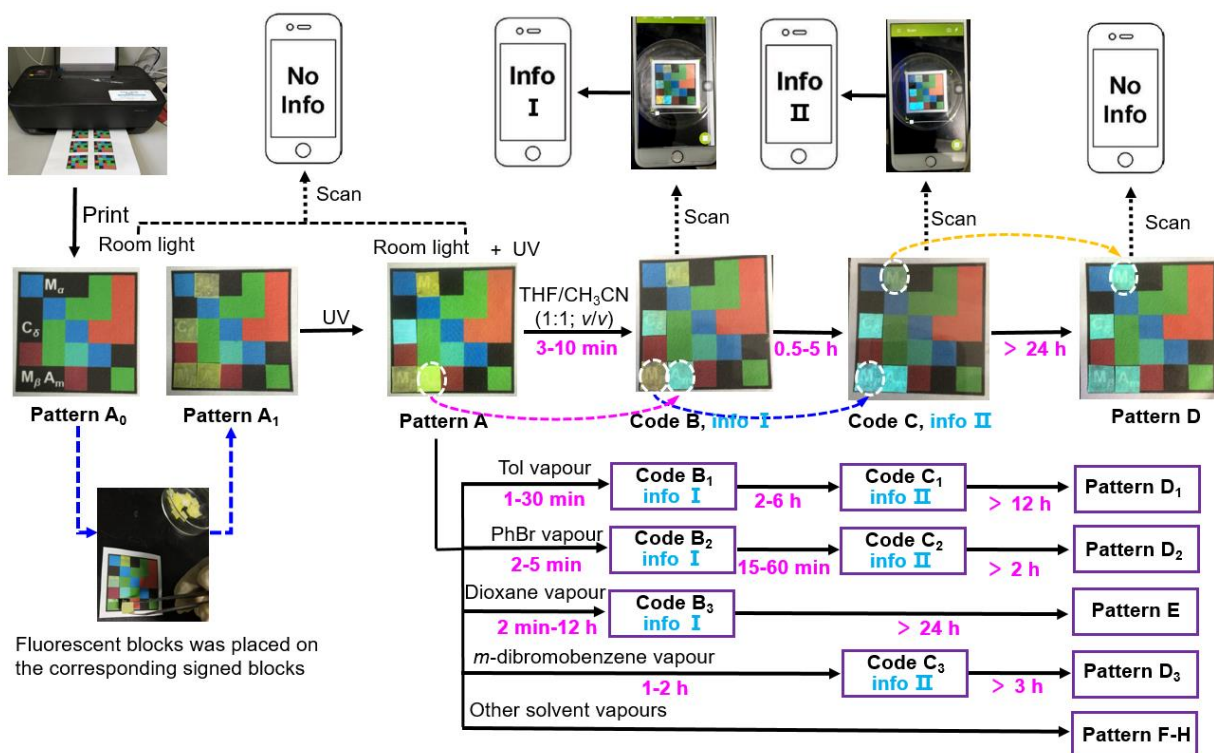 No
Info
Info
I
Info
II
No
Info
Scan
Scan
Scan
Scan
Print
Room light
Room light + UV
THF/CH₃CN
(1:1; v/v)
3-10 min
0.5-5 h
> 24 h
UV
Mα
Cδ
Mβ Aₘ
Pattern A₀
Pattern A₁
Pattern A
Code B, info I
Code C, info II
Pattern D
Fluorescent blocks was placed on
the corresponding signed blocks
Tol vapour
1-30 min
Code B₁
info I
2-6 h
Code C₁
info II
> 12 h
Pattern D₁
PhBr vapour
2-5 min
Code B₂
info I
15-60 min
Code C₂
info II
> 2 h
Pattern D₂
Dioxane vapour
2 min-12 h
Code B₃
info I
> 24 h
Pattern E
m-dibromobenzene vapour
1-2 h
Code C₃
info II
> 3 h
Pattern D₃
Other solvent vapours
Pattern F-H